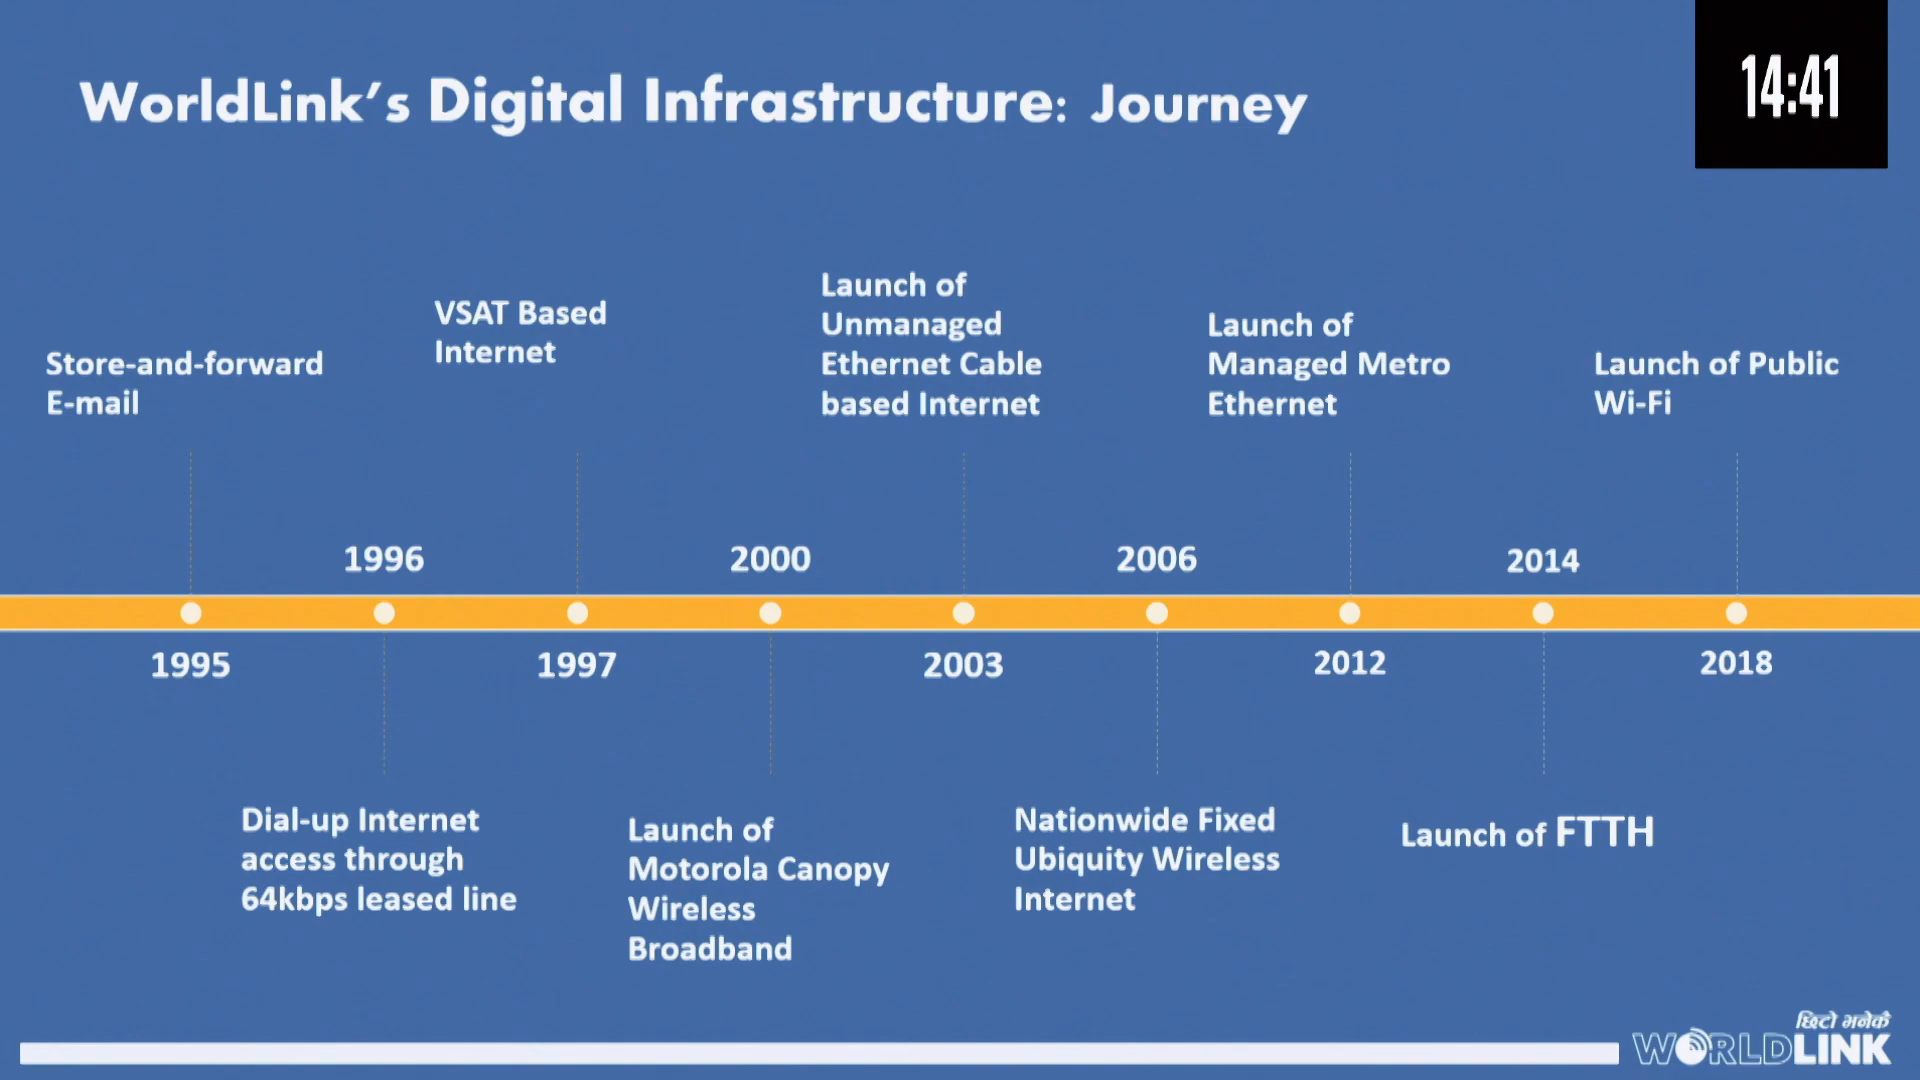 WorldLink's Digital Infrastructure: Journey
14:41
Store-and-forward
E-mail
VSAT Based
Internet
Launch of
Unmanaged
Ethernet Cable
based Internet
Launch of
Managed Metro
Ethernet
Launch of Public
Wi-Fi
1996
2000
2006
2014
1995
1997
2003
2012
2018
Dial-up Internet
access through
64kbps leased line
Launch of
Motorola Canopy
Wireless
Broadband
Nationwide Fixed
Ubiquity Wireless
Internet
Launch of FTTH
छिटो भनेकै
WORLDLINK